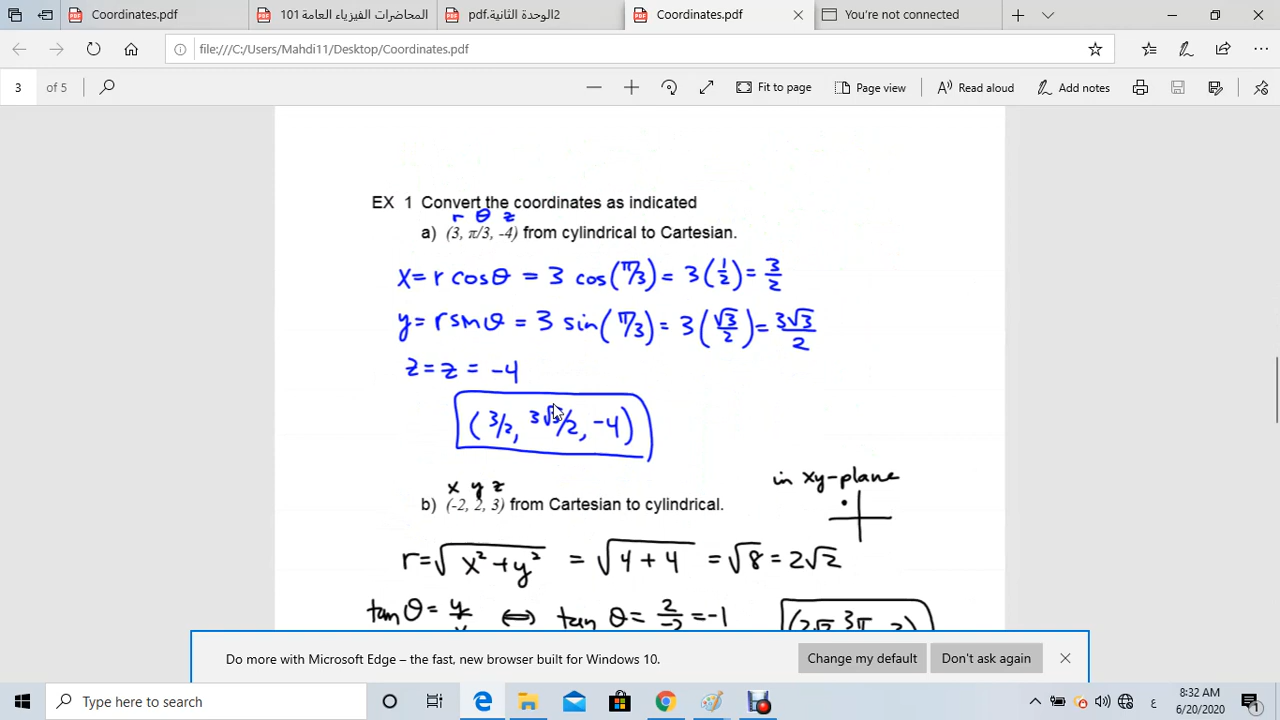 Coordinates.pdf
المحاضرات الفيزياء العامة 101
الوحدة الثانية2.pdf
Coordinates.pdf
You're not connected
file:///C:/Users/Mahdi11/Desktop/Coordinates.pdf
3 of 5
Fit to page
Page view
Read aloud
Add notes
EX 1 Convert the coordinates as indicated
r θ z
a) (3, π/3, -4) from cylindrical to Cartesian.
x = r cosθ = 3 cos(π/3) = 3(1/2) = 3/2
y = r sinθ = 3 sin(π/3) = 3(√3/2) = 3√3/2
z = z = -4
(3/2, 3√3/2, -4)
in xy-plane
x y z
b) (-2, 2, 3) from Cartesian to cylindrical.
r = √x²+y² = √4+4 = √8 = 2√2
tan θ = y/x ⇔ tan θ = 2/-2 = -1
Do more with Microsoft Edge – the fast, new browser built for Windows 10.
Change my default
Don't ask again
Type here to search
ع
8:32 AM
6/20/2020
1